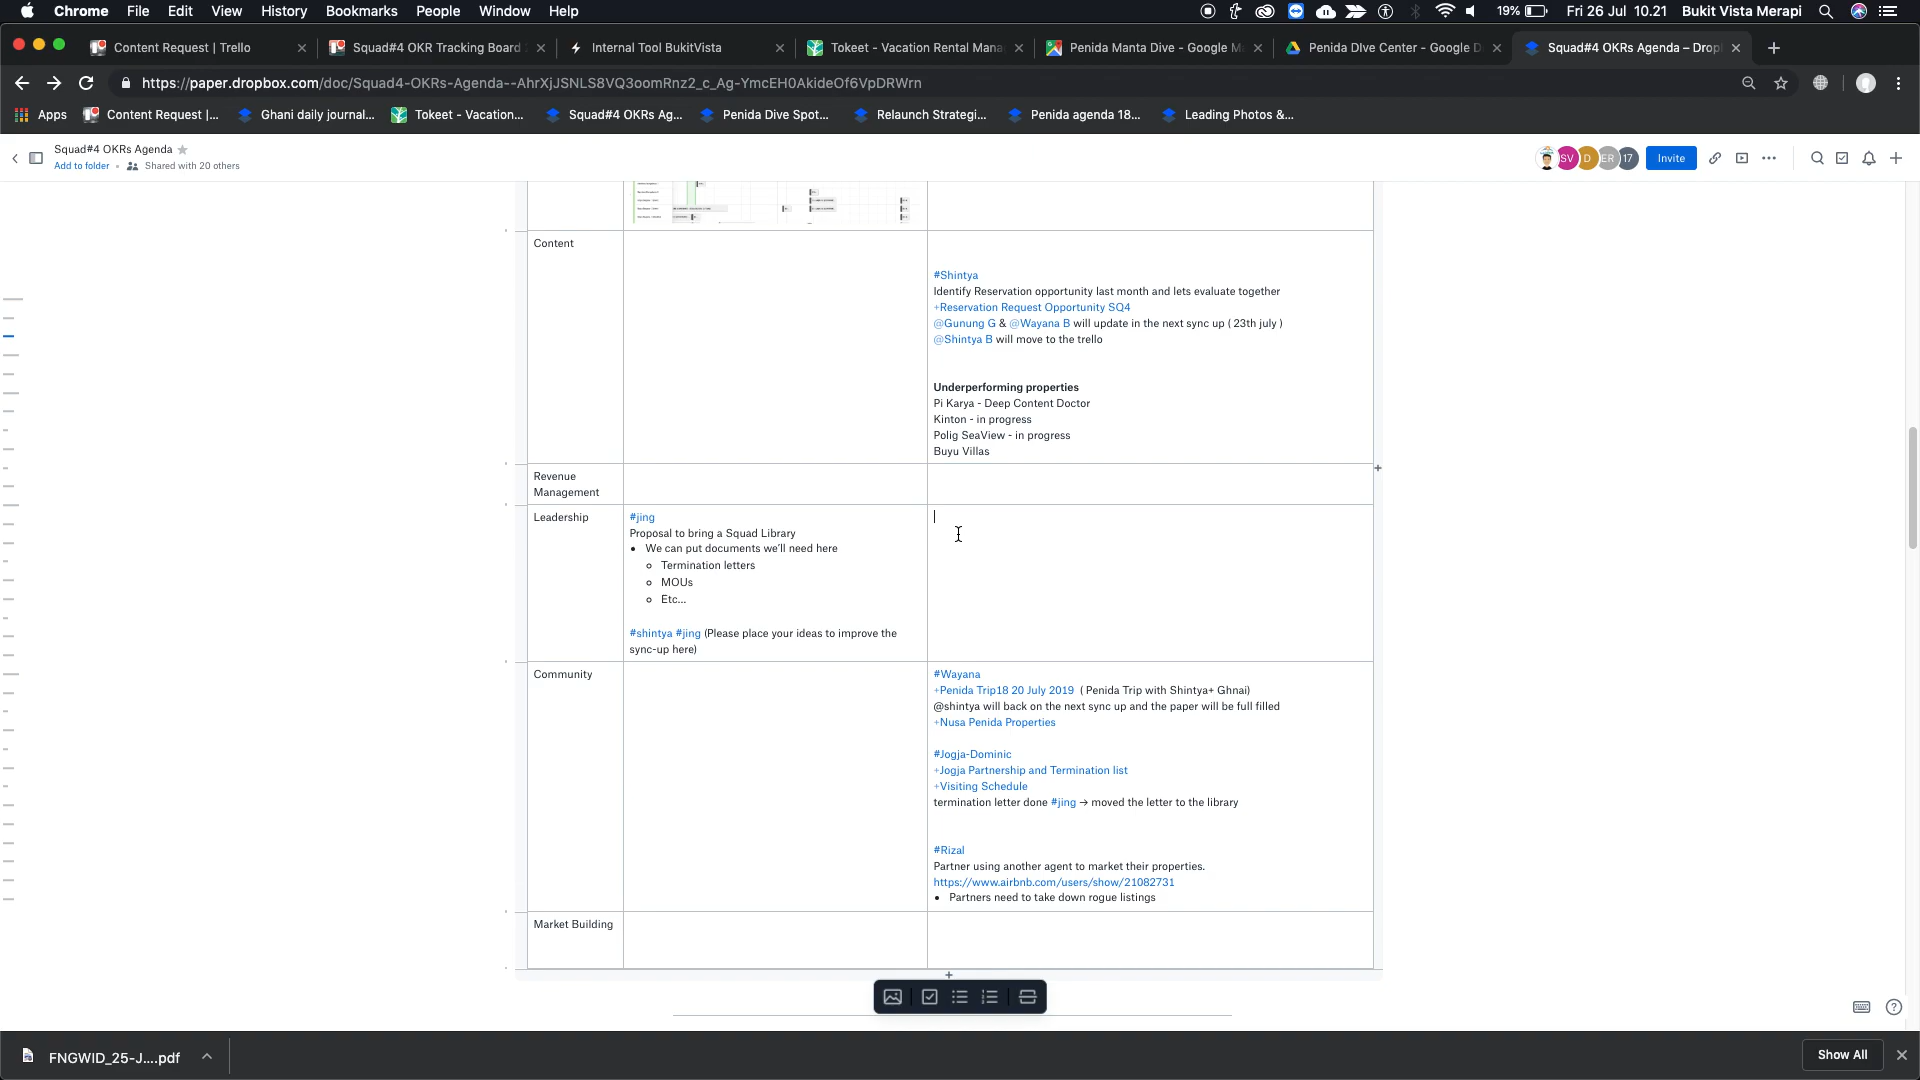 Chrome File Edit View History Bookmarks People Window Help
19% Fri 26 Jul 10.21 Bukit Vista Merapi
Content Request | Trello
Squad#4 OKR Tracking Board
Internal Tool BukitVista
Tokeet - Vacation Rental Mana
Penida Manta Dive - Google M
Penida DIve Center - Google D
Squad#4 OKRs Agenda – Drop
https://paper.dropbox.com/doc/Squad4-OKRs-Agenda--AhrXjJSNLS8VQ3oomRnz2_c_Ag-YmcEH0AkideOf6VpDRWrn
Apps
Content Request |...
Ghani daily journal...
Tokeet - Vacation...
Squad#4 OKRs Ag...
Penida Dive Spot...
Relaunch Strategi...
Penida agenda 18...
Leading Photos &...
Squad#4 OKRs Agenda
Add to folder • Shared with 20 others
SV D ER 17 Invite
Content
#Shintya
Identify Reservation opportunity last month and lets evaluate together
+Reservation Request Opportunity SQ4
@Gunung G & @Wayana B will update in the next sync up ( 23th july )
@Shintya B will move to the trello
Underperforming properties
Pi Karya - Deep Content Doctor
Kinton - in progress
Polig SeaView - in progress
Buyu Villas
Revenue
Management
Leadership
#jing
Proposal to bring a Squad Library
• We can put documents we'll need here
Termination letters
MOUs
Etc...
#shintya #jing (Please place your ideas to improve the
sync-up here)
Community
#Wayana
+Penida Trip18 20 July 2019 ( Penida Trip with Shintya+ Ghnai)
@shintya will back on the next sync up and the paper will be full filled
+Nusa Penida Properties
#Jogja-Dominic
+Jogja Partnership and Termination list
+Visiting Schedule
termination letter done #jing → moved the letter to the library
#Rizal
Partner using another agent to market their properties.
https://www.airbnb.com/users/show/21082731
• Partners need to take down rogue listings
Market Building
FNGWID_25-J....pdf
Show All